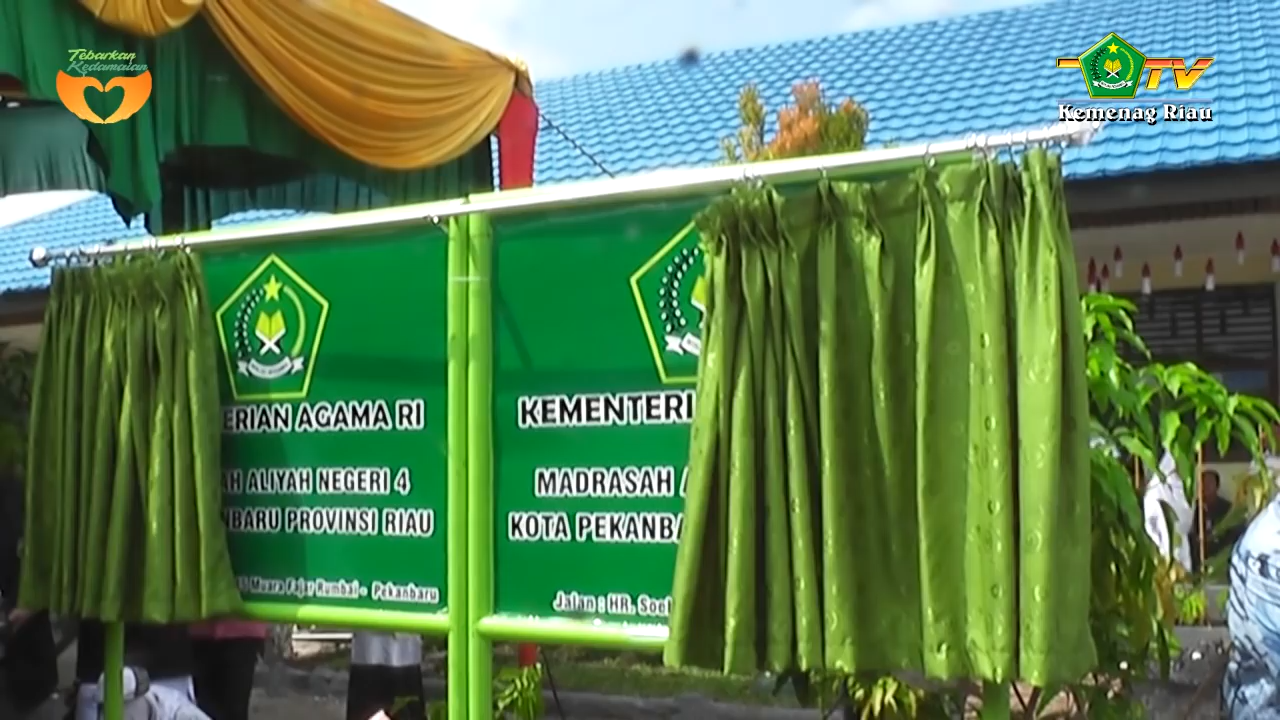 Tebarkan
Kedamaian
TV
Kemenag Riau
ERIAN AGAMA RI
AH ALIYAH NEGERI 4
NBARU PROVINSI RIAU
Muara Fajar Rumbai - Pekanbaru
KEMENTERI
MADRASAH A
KOTA PEKANBA
Jalan : HR. Soe